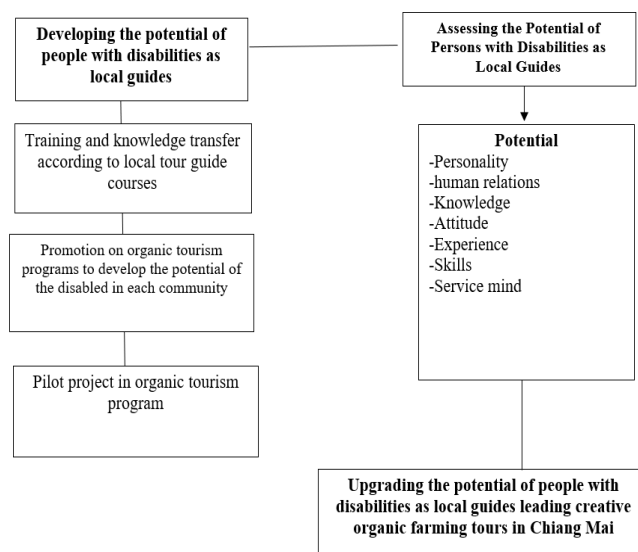 Developing the potential of
people with disabilities as
local guides
Training and knowledge transfer
according to local tour guide
courses
Promotion on organic tourism
programs to develop the potential of
the disabled in each community
Pilot project in organic tourism
program
Assessing the Potential of
Persons with Disabilities as
Local Guides
Potential
-Personality
-human relations
-Knowledge
-Attitude
-Experience
-Skills
-Service mind
Upgrading the potential of people with
disabilities as local guides leading creative
organic farming tours in Chiang Mai